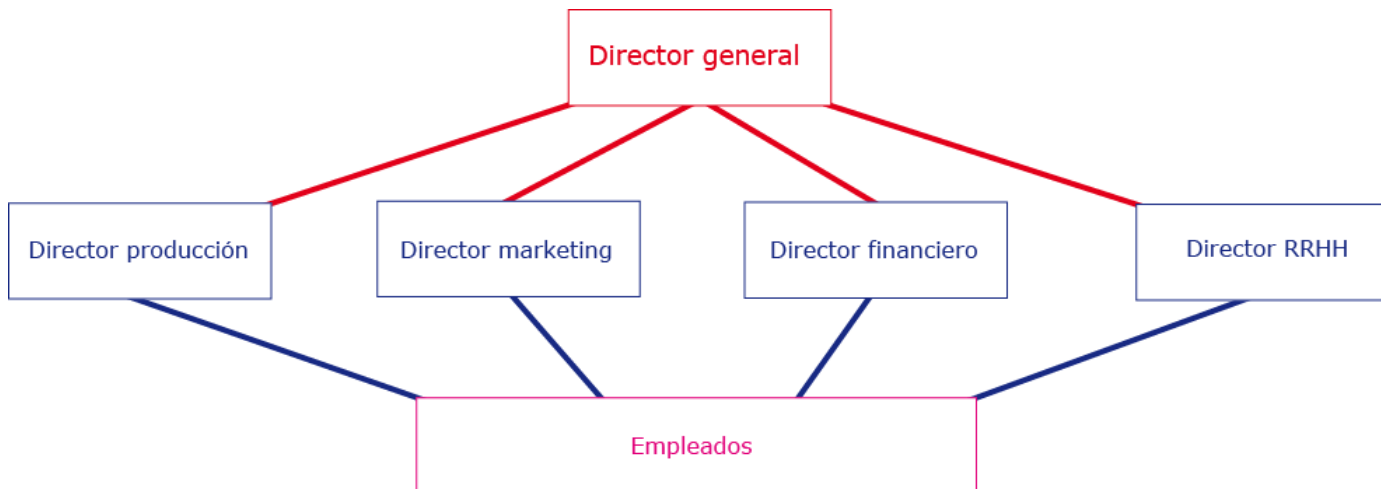 Director general
Director producción
Director marketing
Director financiero
Director RRHH
Empleados